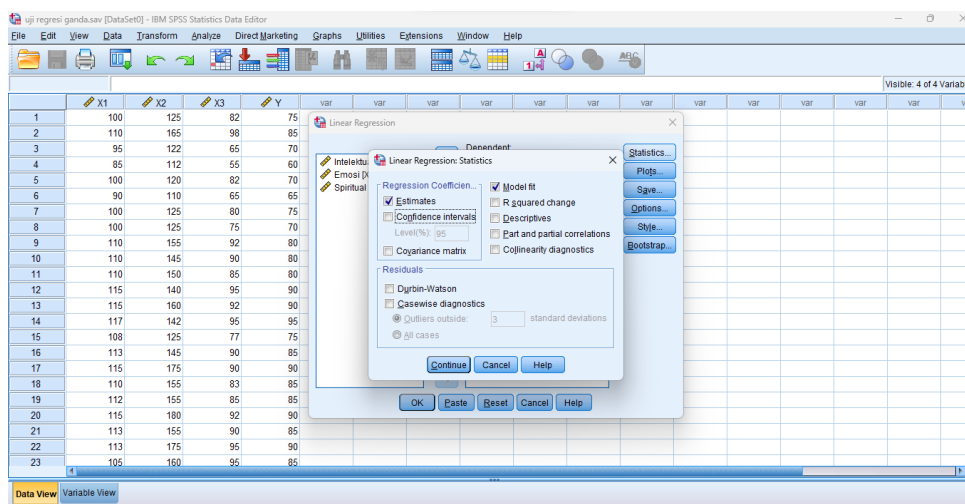 uji regresi ganda.sav [DataSet0] - IBM SPSS Statistics Data Editor
File Edit View Data Transform Analyze Direct Marketing Graphs Utilities Extensions Window Help
Visible: 4 of 4 Variab
X1 X2 X3 Y var var var var var var var var var var var
1 100 125 82 75
2 110 165 98 85
3 95 122 65 70
4 85 112 55 60
5 100 120 82 70
6 90 110 65 65
7 100 125 80 75
8 100 125 75 70
9 110 155 92 80
10 110 145 90 80
11 110 150 85 80
12 115 140 95 90
13 115 160 92 90
14 117 142 95 95
15 108 125 77 75
16 113 145 90 85
17 115 175 90 90
18 110 155 83 85
19 112 155 85 85
20 115 180 92 90
21 113 155 90 85
22 113 175 95 90
23 105 160 95 85
Linear Regression
Dependent:
Intelektu
Emosi [X
Spiritual
Statistics...
Plots...
Save...
Options...
Style...
Bootstrap...
OK Paste Reset Cancel Help
Linear Regression: Statistics
Regression Coefficien...
Estimates
Confidence intervals
Level(%): 95
Covariance matrix
Model fit
R squared change
Descriptives
Part and partial correlations
Collinearity diagnostics
Residuals
Durbin-Watson
Casewise diagnostics
Outliers outside: 3 standard deviations
All cases
Continue Cancel Help
Data View Variable View